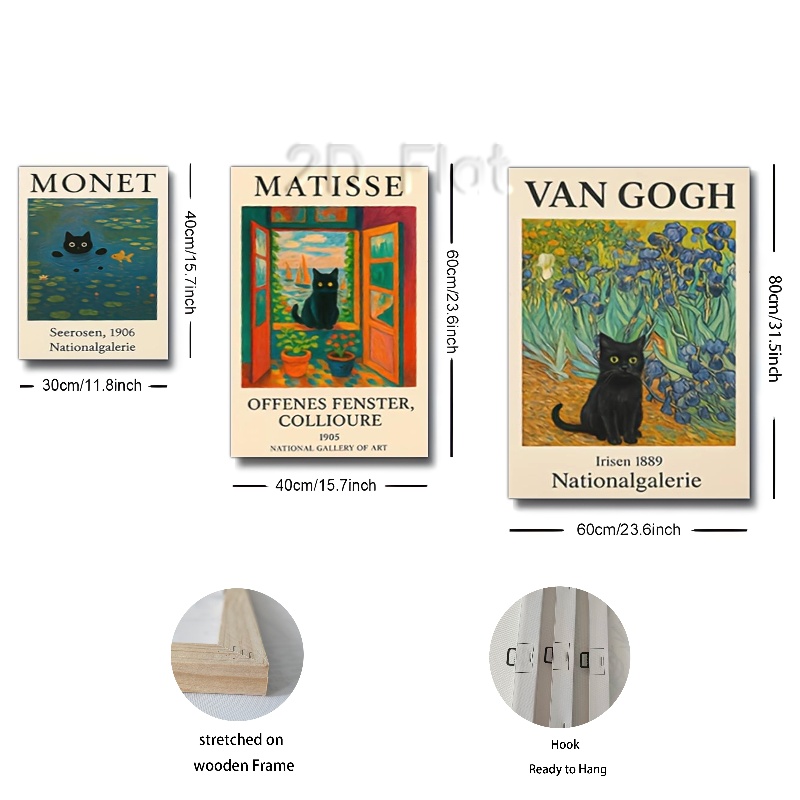 2D Flat
MONET
Seerosen, 1906
Nationalgalerie
40cm/15.7inch
30cm/11.8inch
MATISSE
OFFENES FENSTER,
COLLIOURE
1905
NATIONAL GALLERY OF ART
60cm/23.6inch
40cm/15.7inch
VAN GOGH
Irisen 1889
Nationalgalerie
80cm/31.5inch
60cm/23.6inch
stretched on
wooden Frame
Hook
Ready to Hang